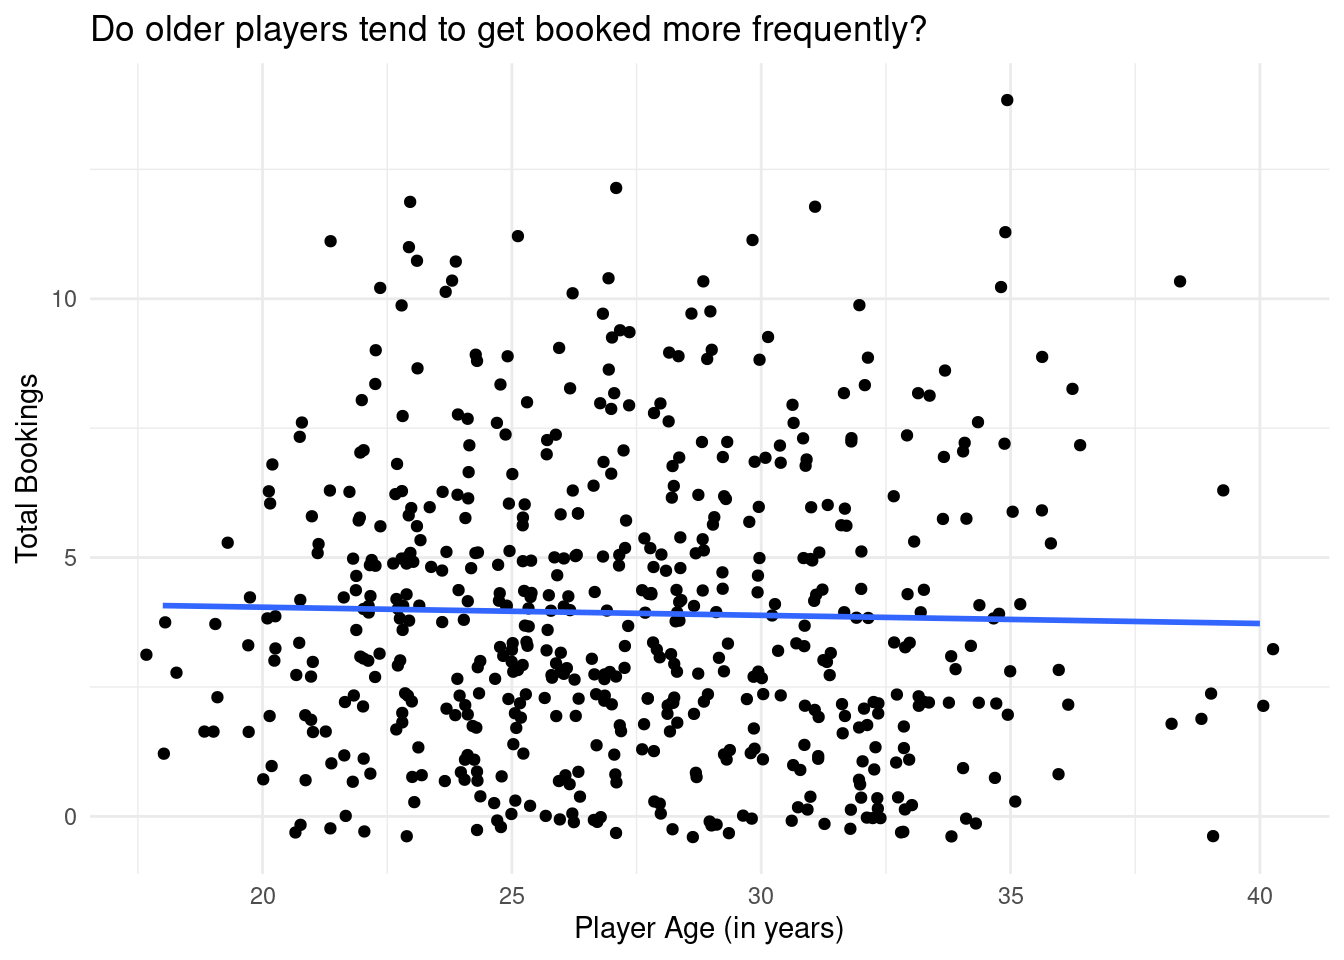 Do older players tend to get booked more frequently?
10
5
0
Total Bookings
20 25 30 35 40
Player Age (in years)